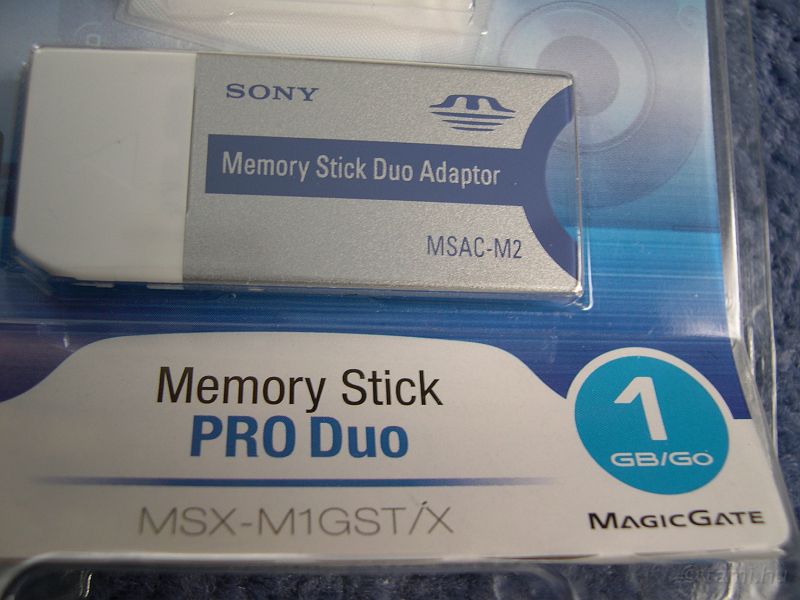 SONY
Memory Stick Duo Adaptor
MSAC-M2
Memory Stick
PRO Duo
MSX-M1GST/X
1
GB/GO
MAGICGATE